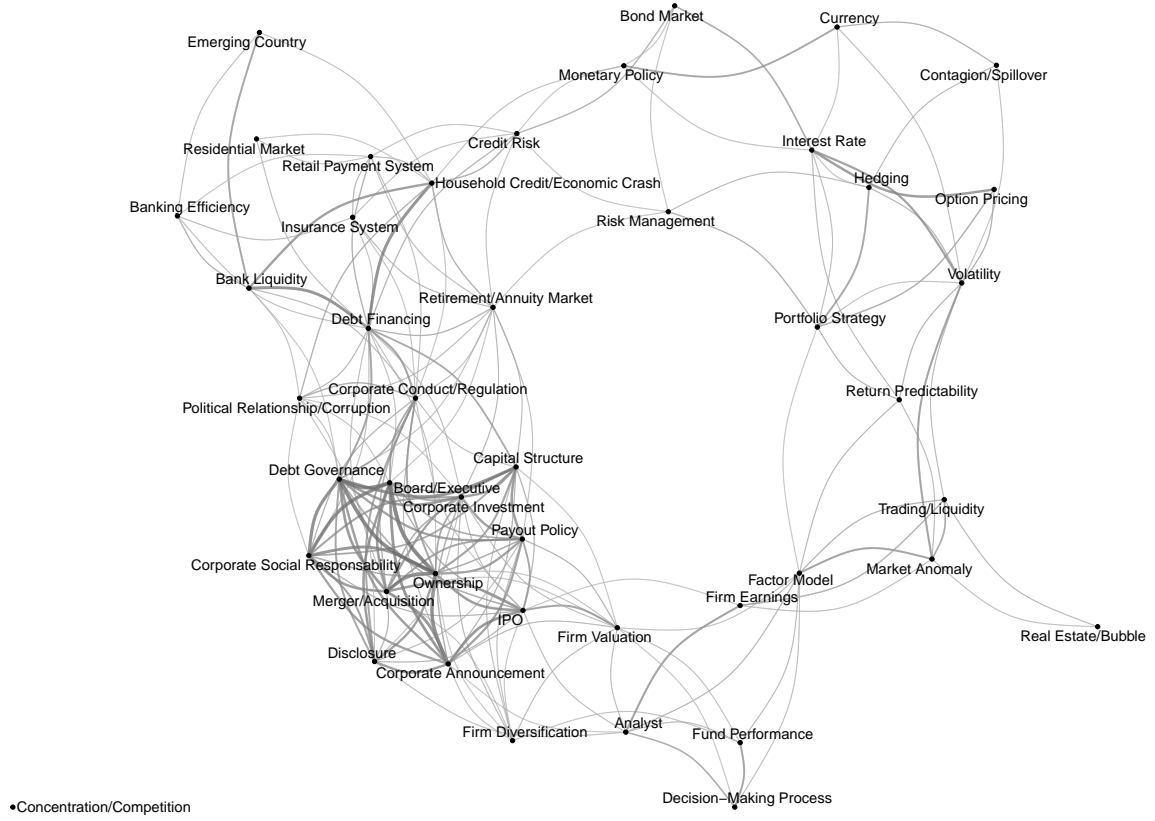 Bond Market
Currency
Emerging Country
Monetary Policy
Contagion/Spillover
Credit Risk
Interest Rate
Residential Market
Retail Payment System
Household Credit/Economic Crash
Hedging
Option Pricing
Banking Efficiency
Insurance System
Risk Management
Bank Liquidity
Volatility
Retirement/Annuity Market
Debt Financing
Portfolio Strategy
Corporate Conduct/Regulation
Return Predictability
Political Relationship/Corruption
Capital Structure
Debt Governance
Board/Executive
Corporate Investment
Trading/Liquidity
Payout Policy
Corporate Social Responsability
Market Anomaly
Ownership
Factor Model
Merger/Acquisition
Firm Earnings
IPO
Firm Valuation
Real Estate/Bubble
Disclosure
Corporate Announcement
Firm Diversification
Analyst
Fund Performance
Decision−Making Process
Concentration/Competition